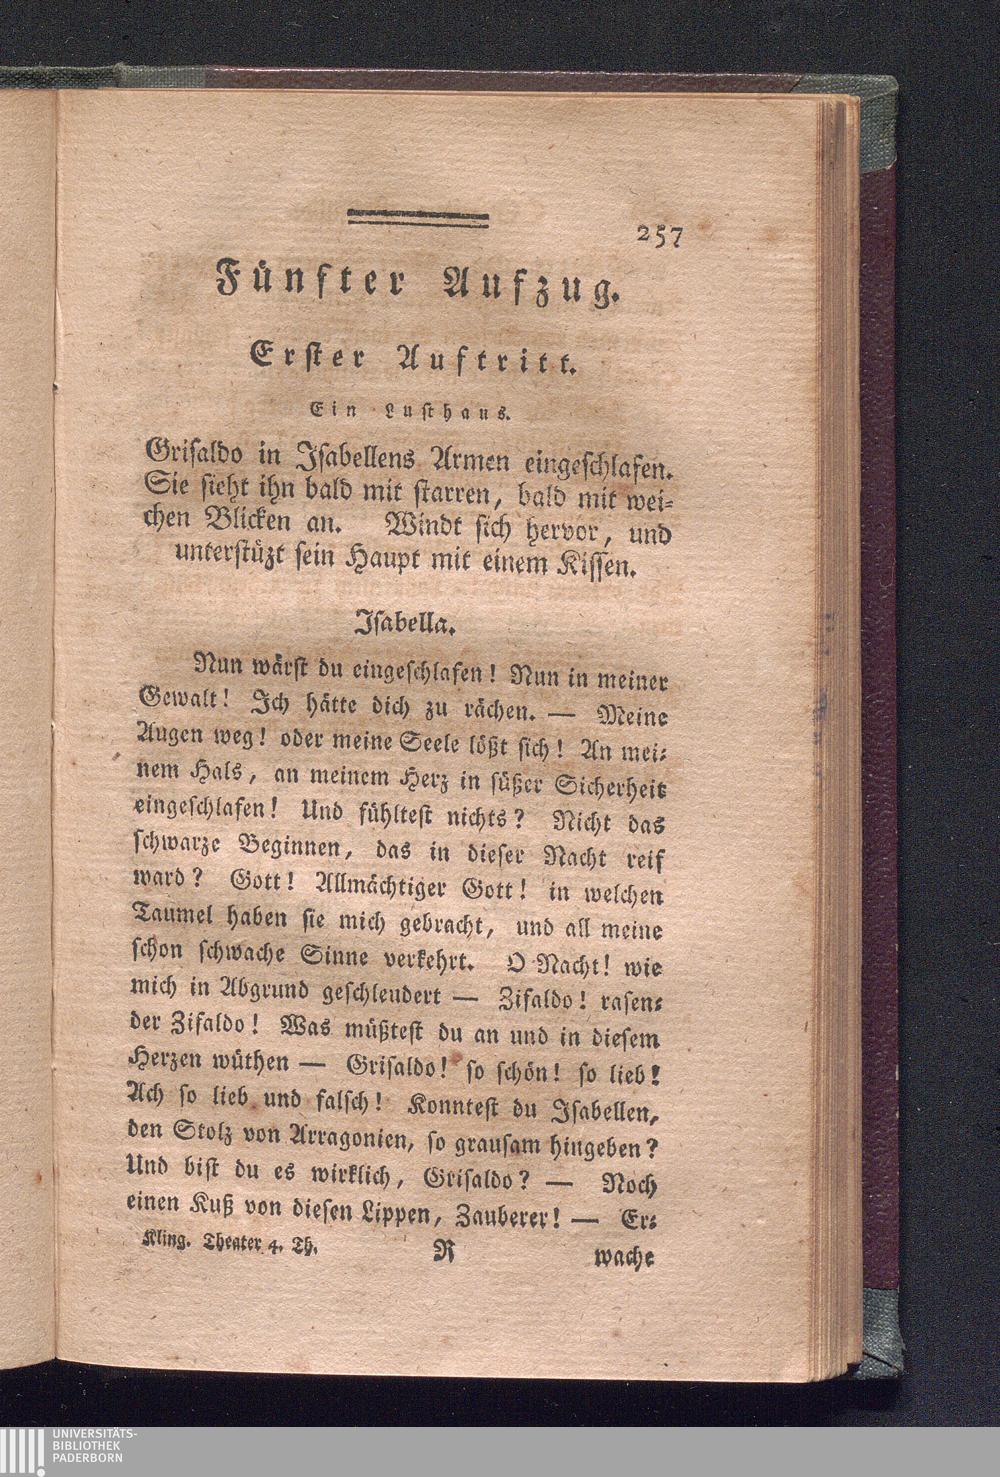 257
Fünfter Aufzug.
Erster Auftritt.
Ein Lusthaus.
Grisaldo in Isabellens Armen eingeschlafen.
Sie sieht ihn bald mit starren, bald mit wei-
chen Blicken an. Windt sich hervor, und
unterstüzt sein Haupt mit einem Kissen.
Isabella.
Nun wärst du eingeschlafen! Nun in meiner
Gewalt! Ich hätte dich zu rächen. — Meine
Augen weg! oder meine Seele lößt sich! An mei-
nem Hals, an meinem Herz in süßer Sicherheit
eingeschlafen! Und fühltest nichts? Nicht das
schwarze Beginnen, das in dieser Nacht reif
ward? Gott! Allmächtiger Gott! in welchen
Taumel haben sie mich gebracht, und all meine
schon schwache Sinne verkehrt. O Nacht! wie
mich in Abgrund geschleudert — Zifaldo! rasen-
der Zifaldo! Was müßtest du an und in diesem
Herzen wüthen — Grisaldo! so schön! so lieb!
Ach so lieb und falsch! Konntest du Isabellen,
den Stolz von Arragonien, so grausam hingeben?
Und bist du es wirklich, Grisaldo? — Noch
einen Kuß von diesen Lippen, Zauberer! — Er-
Kling. Theater 4. Th. R wache
UNIVERSITÄTS-
BIBLIOTHEK
PADERBORN